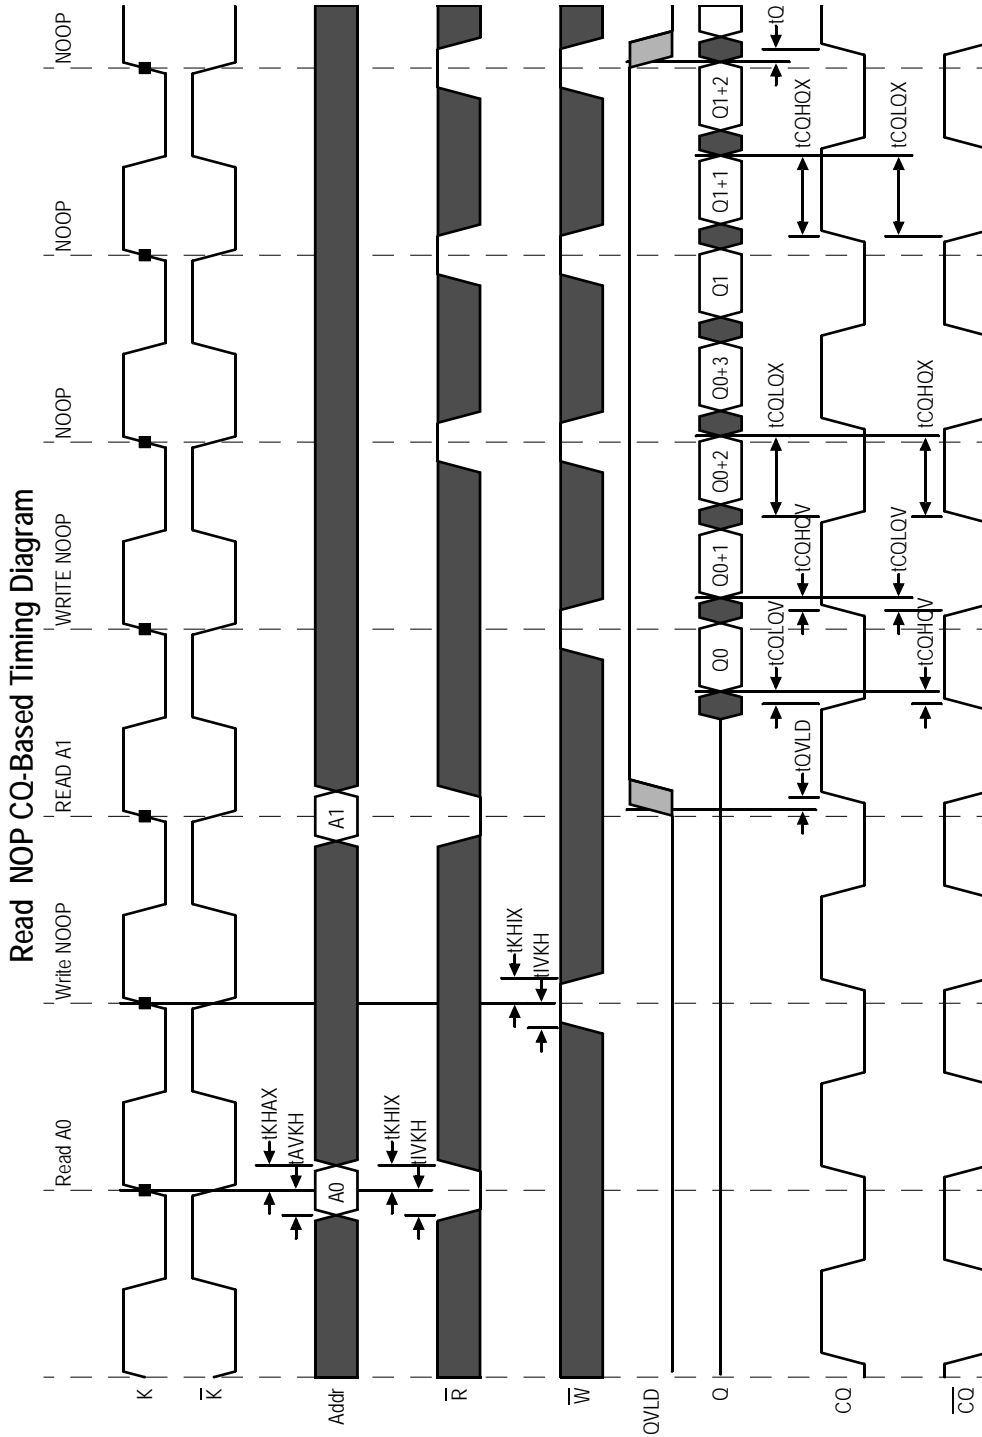 Read NOP CQ-Based Timing Diagram
Read A0
Write NOOP
READ A1
WRITE NOOP
NOOP
NOOP
NOOP
K
K
tKHAX
tAVKH
Addr
A0
A1
tKHIX
tIVKH
R
tKHIX
tIVKH
W
QVLD
Q
Q0
Q0+1
Q0+2
Q0+3
Q1
Q1+1
Q1+2
tQVLD
tCQLQV
tCQHQV
tCQLQX
tCQHQX
tQ
CQ
tCQHQV
tCQLQV
tCQHQX
tCQLQX
CQ